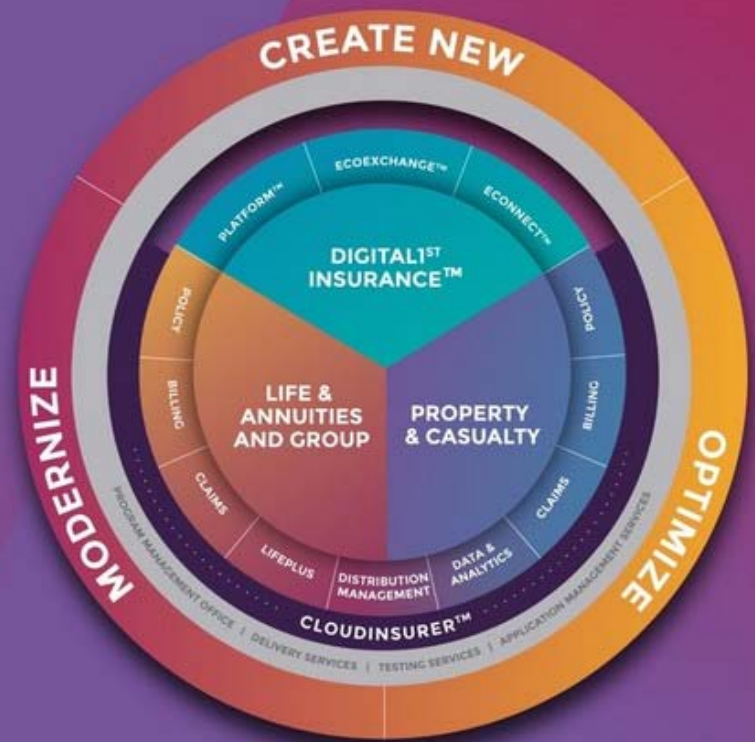 CREATE NEW
MODERNIZE
OPTIMIZE
PLATFORM™
ECOEXCHANGE™
ECONNECT™
DIGITAL1ST
INSURANCE™
POLICY
BILLING
CLAIMS
LIFEPLUS
DISTRIBUTION
MANAGEMENT
DATA &
ANALYTICS
CLAIMS
BILLING
POLICY
LIFE &
ANNUITIES
AND GROUP
PROPERTY
& CASUALTY
CLOUDINSURER™
PROGRAM MANAGEMENT OFFICE | DELIVERY SERVICES | TESTING SERVICES | APPLICATION MANAGEMENT SERVICES